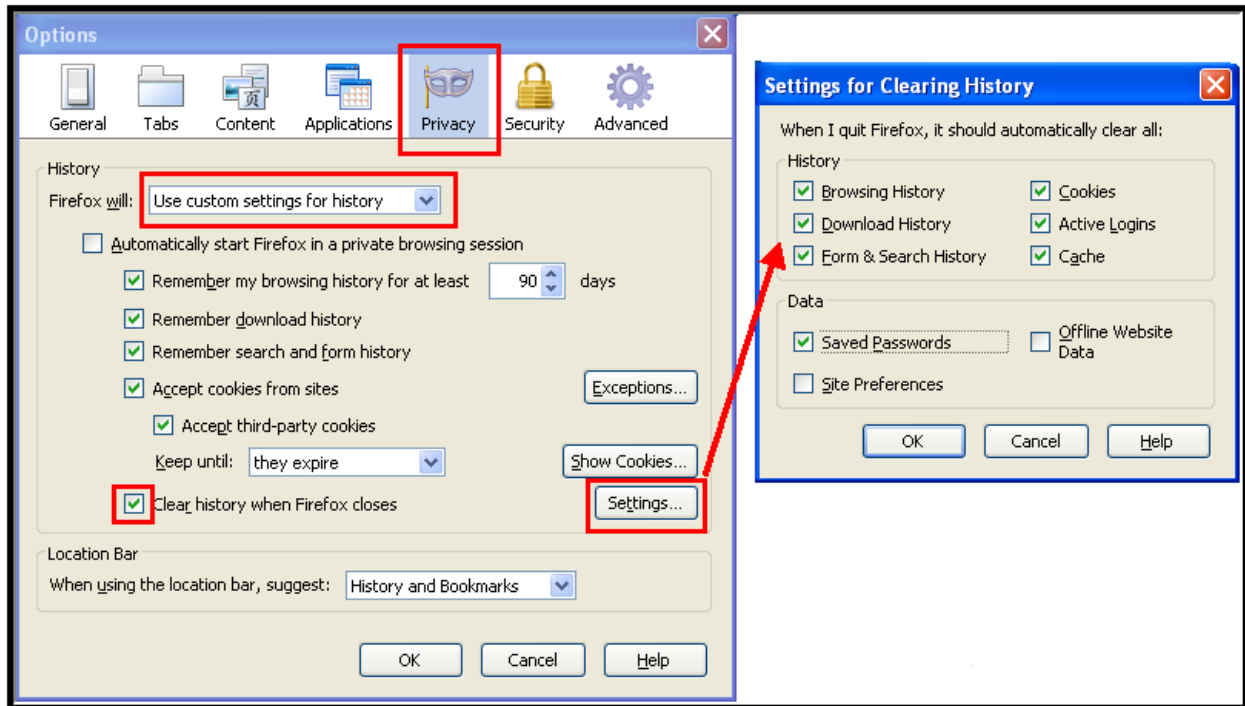 Options
General Tabs Content Applications Privacy Security Advanced
页
History
Firefox will: Use custom settings for history
Automatically start Firefox in a private browsing session
Remember my browsing history for at least 90 days
Remember download history
Remember search and form history
Accept cookies from sites Exceptions...
Accept third-party cookies
Keep until: they expire Show Cookies...
Clear history when Firefox closes Settings...
Location Bar
When using the location bar, suggest: History and Bookmarks
OK Cancel Help
Settings for Clearing History
When I quit Firefox, it should automatically clear all:
History
Browsing History Cookies
Download History Active Logins
Form & Search History Cache
Data
Saved Passwords Offline Website
Data
Site Preferences
OK Cancel Help